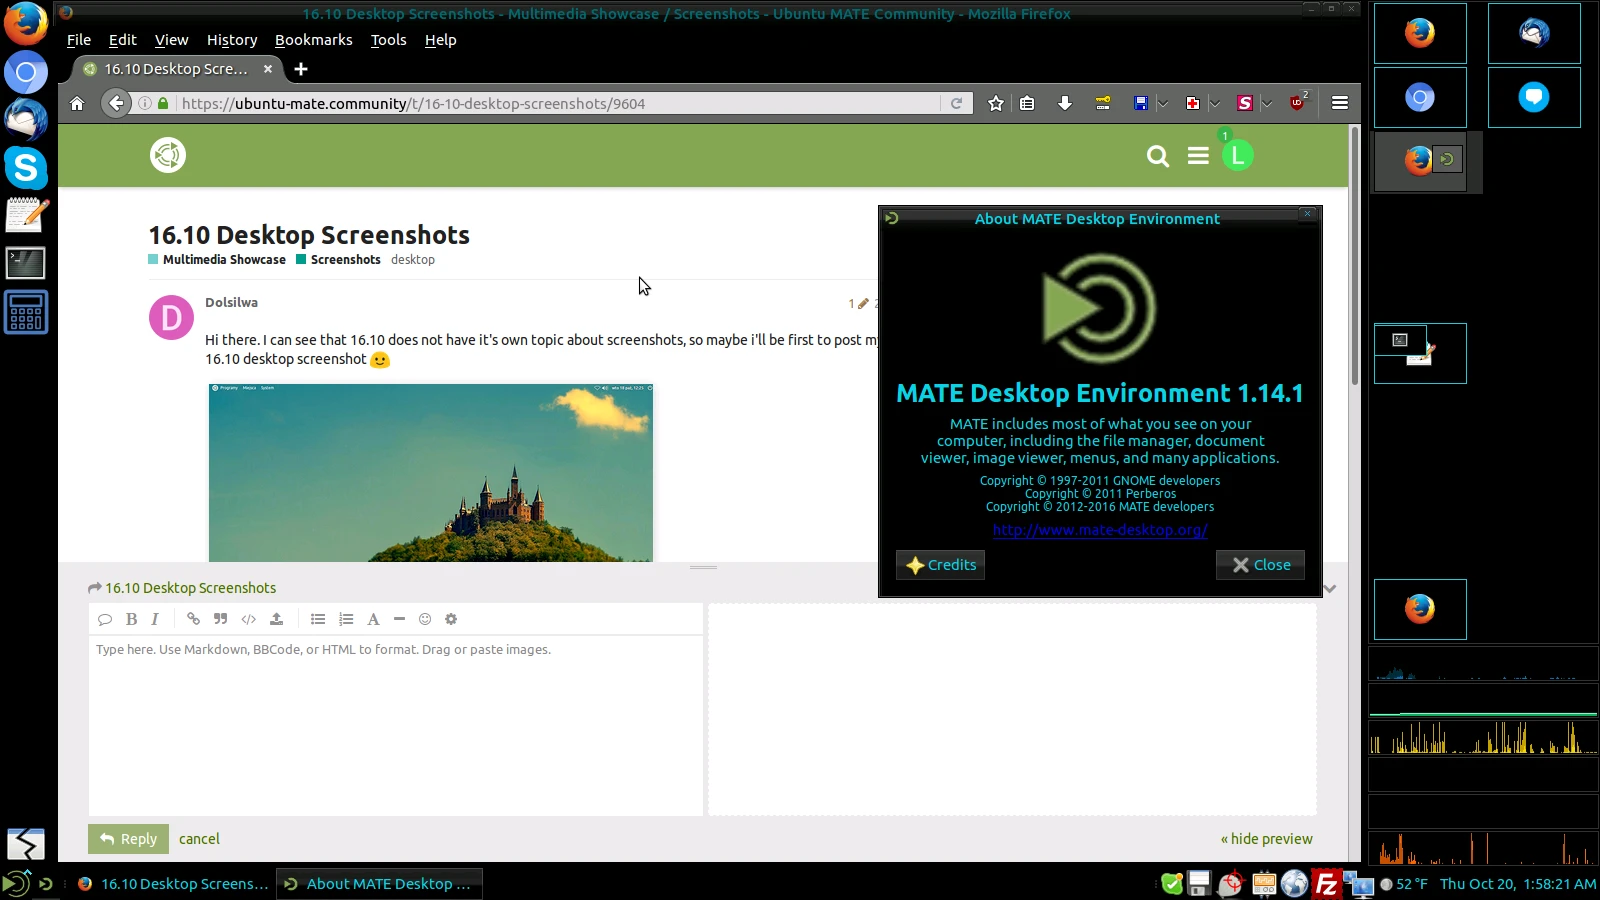 16.10 Desktop Screenshots - Multimedia Showcase / Screenshots - Ubuntu MATE Community - Mozilla Firefox
File Edit View History Bookmarks Tools Help
16.10 Desktop Scre...
https://ubuntu-mate.community/t/16-10-desktop-screenshots/9604
S
2
1
L
16.10 Desktop Screenshots
Multimedia Showcase Screenshots desktop
D
Dolsilwa
1
Hi there. I can see that 16.10 does not have it's own topic about screenshots, so maybe i'll be first to post
16.10 desktop screenshot
Programy Miejsca System
About MATE Desktop Environment
MATE Desktop Environment 1.14.1
MATE includes most of what you see on your
computer, including the file manager, document
viewer, image viewer, menus, and many applications.
Copyright © 1997-2011 GNOME developers
Copyright © 2011 Perberos
Copyright © 2012-2016 MATE developers
http://www.mate-desktop.org/
Credits
Close
16.10 Desktop Screenshots
B I
A
Type here. Use Markdown, BBCode, or HTML to format. Drag or paste images.
Reply cancel
« hide preview
16.10 Desktop Screens...
About MATE Desktop ...
Fz
52 °F
Thu Oct 20, 1:58:21 AM